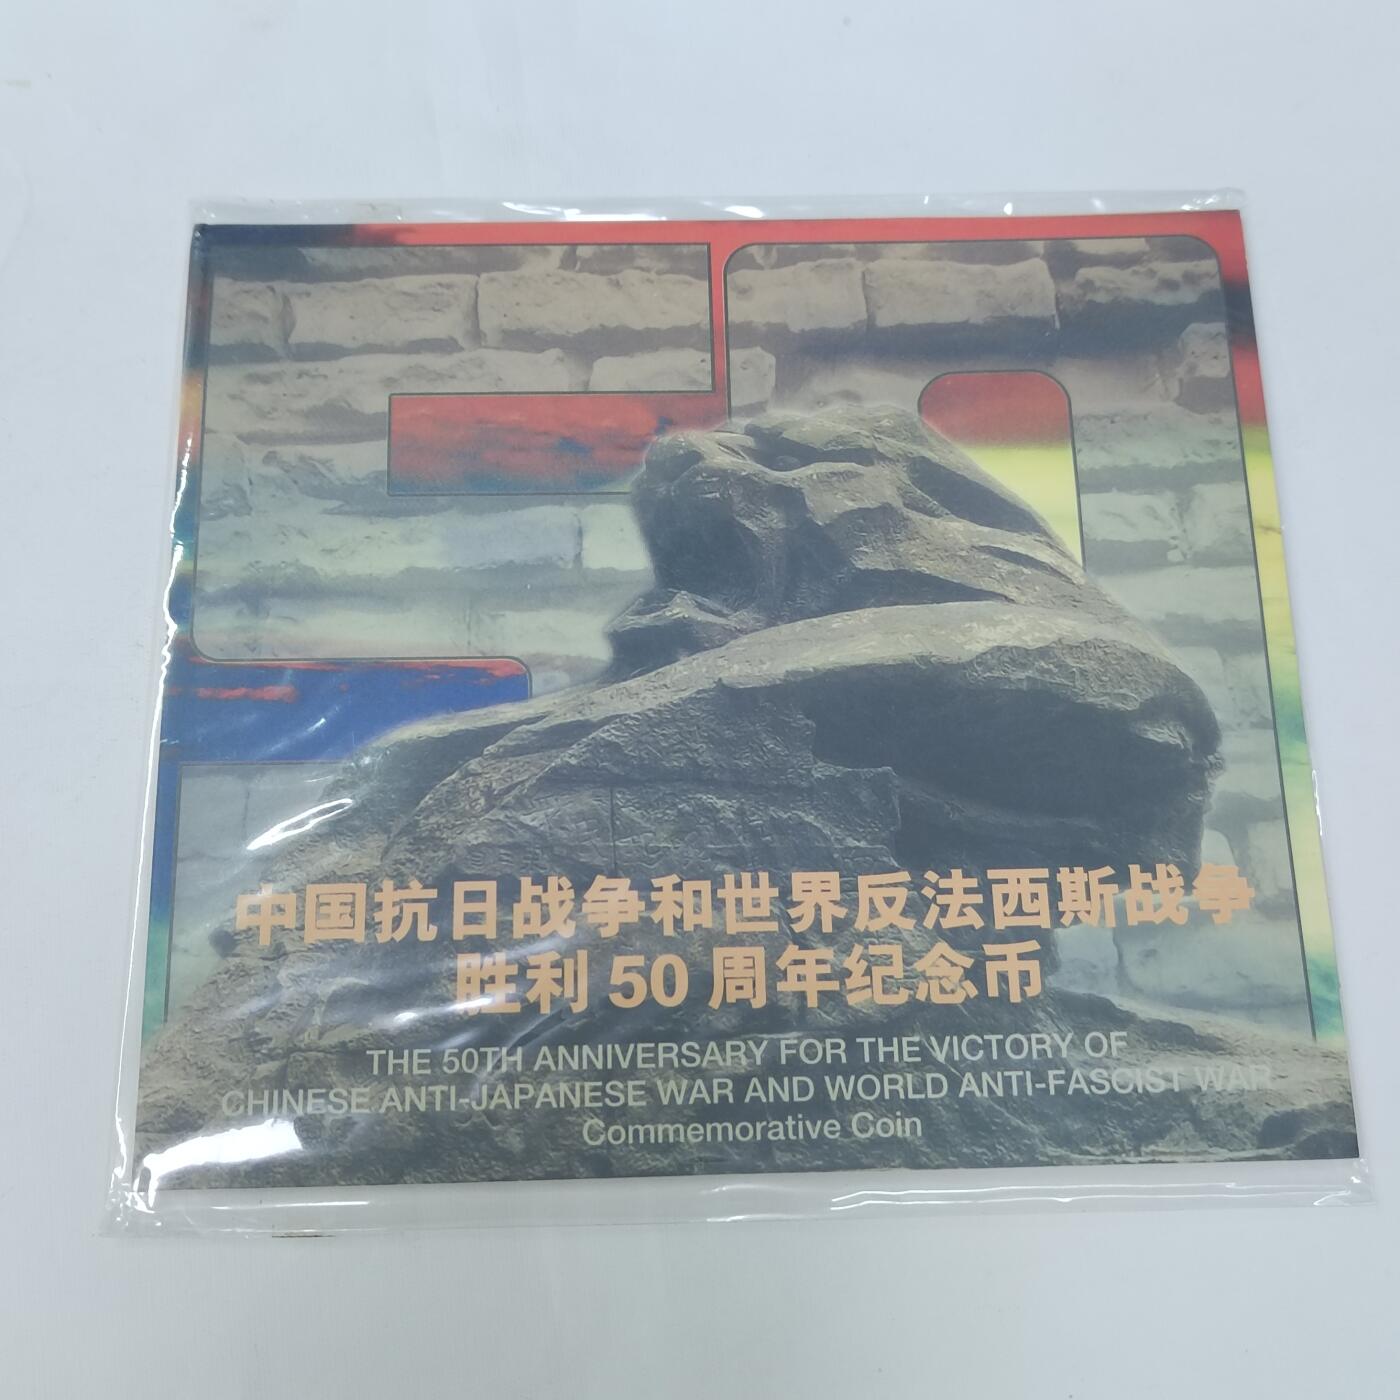 中国抗日战争和世界反法西斯战争
胜利50周年纪念币
THE 50TH ANNIVERSARY FOR THE VICTORY OF
CHINESE ANTI-JAPANESE WAR AND WORLD ANTI-FASCIST WAR
Commemorative Coin